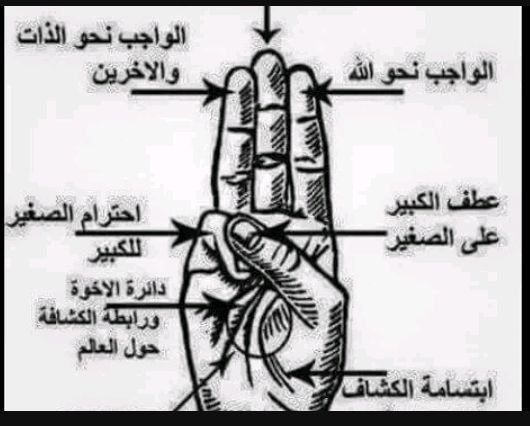 الواجب نحو الذات
والاخرين
الواجب نحو الله
عطف الكبير
على الصغير
احترام الصغير
للكبير
دائرة الاخوة
ورابطة الكشافة
حول العالم
ابتسامة الكشاف